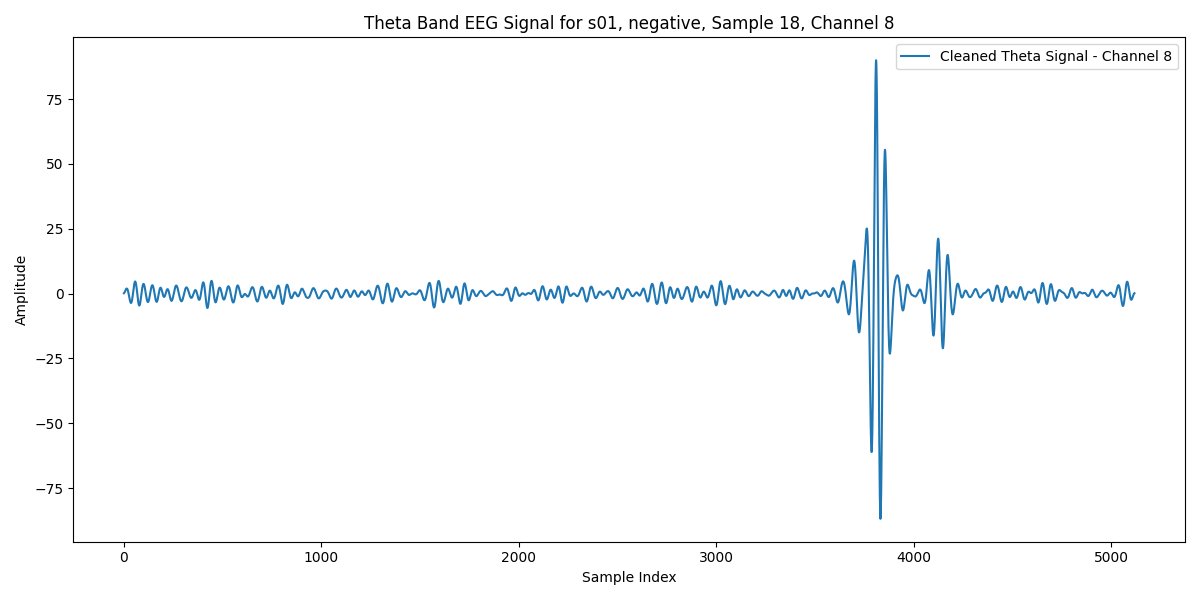 Theta Band EEG Signal for s01, negative, Sample 18, Channel 8
Cleaned Theta Signal - Channel 8
Amplitude
75
50
25
0
−25
−50
−75
0 1000 2000 3000 4000 5000
Sample Index